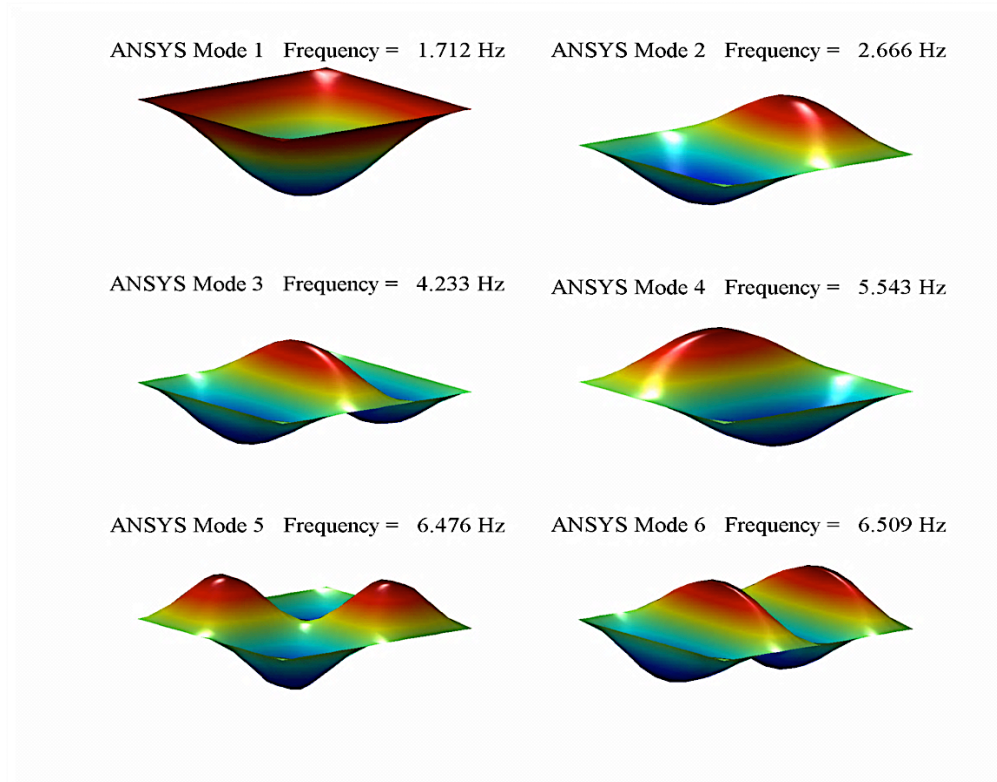 ANSYS Mode 1 Frequency = 1.712 Hz
ANSYS Mode 2 Frequency = 2.666 Hz
ANSYS Mode 3 Frequency = 4.233 Hz
ANSYS Mode 4 Frequency = 5.543 Hz
ANSYS Mode 5 Frequency = 6.476 Hz
ANSYS Mode 6 Frequency = 6.509 Hz